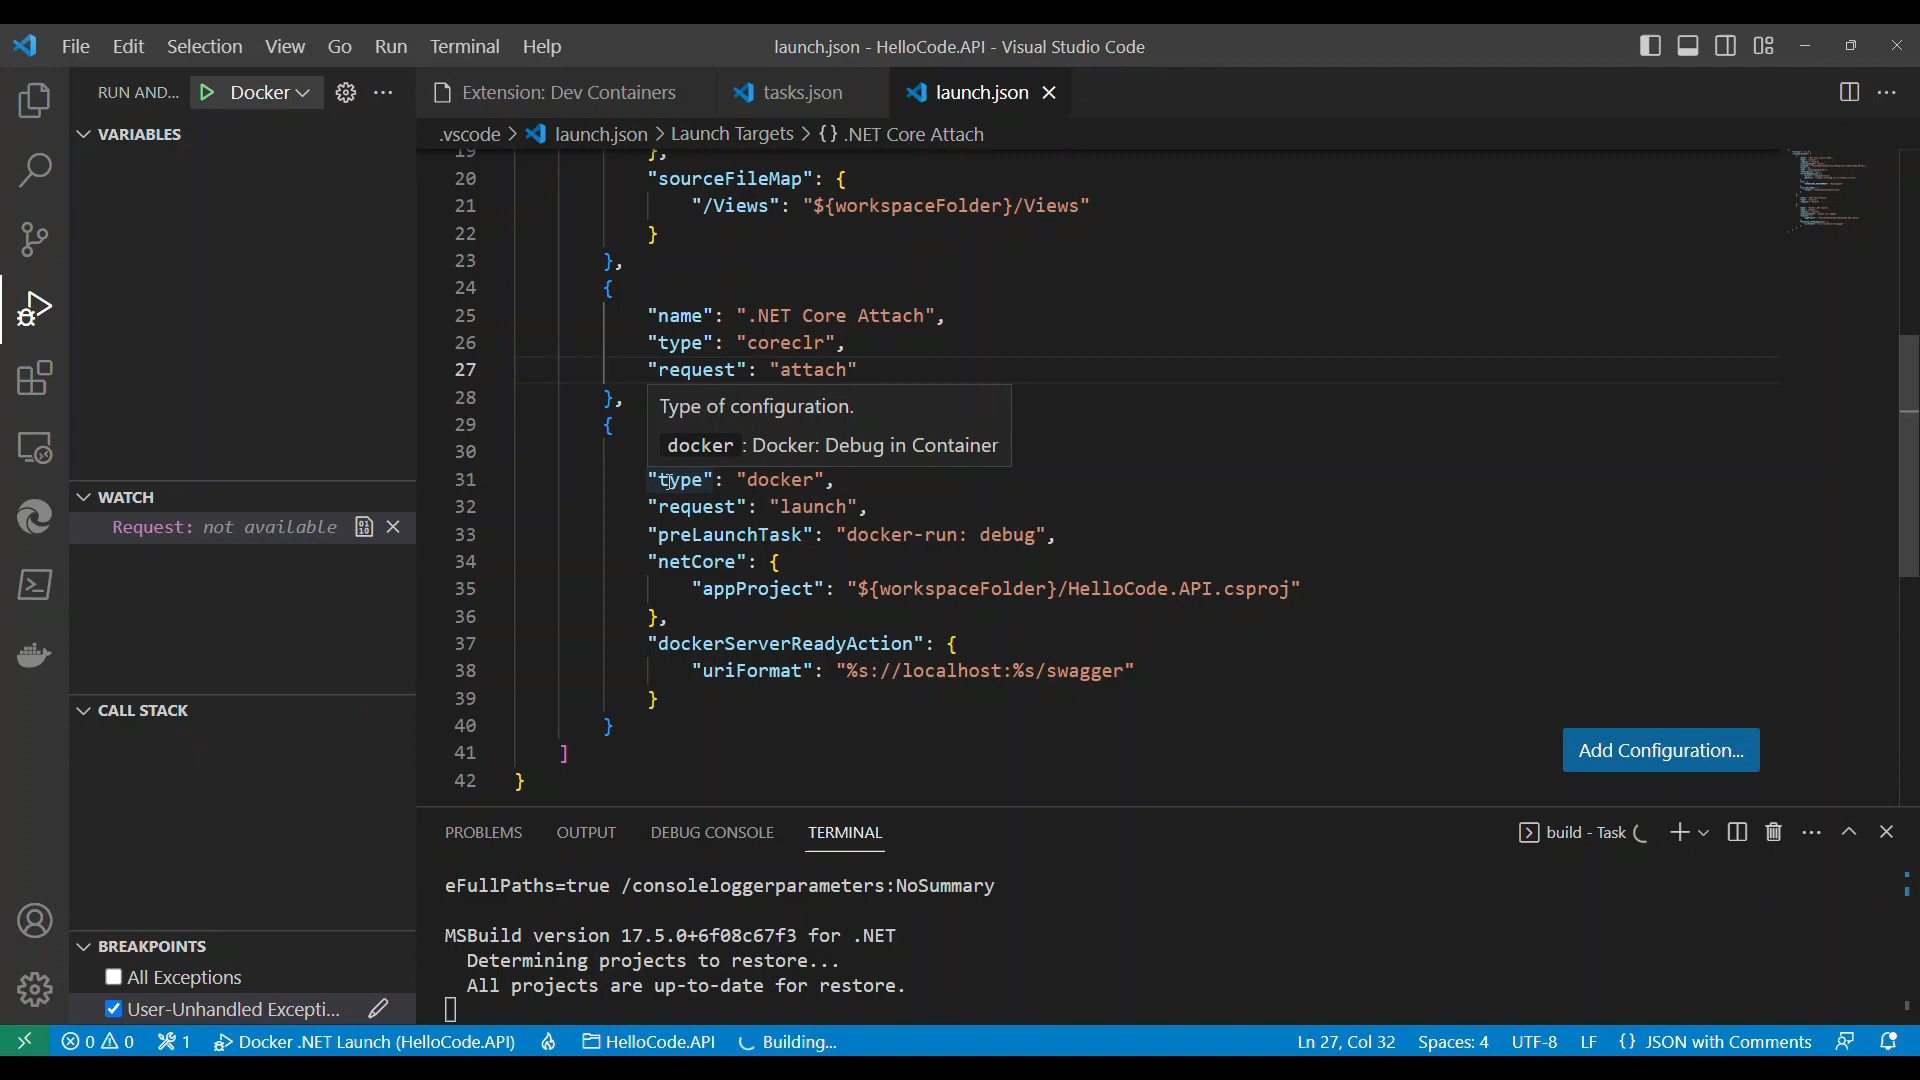 File Edit Selection View Go Run Terminal Help
launch.json - HelloCode.API - Visual Studio Code
RUN AND... Docker
Extension: Dev Containers
tasks.json
launch.json
VARIABLES
.vscode > launch.json > Launch Targets > {} .NET Core Attach
19 },
20 "sourceFileMap": {
21 "/Views": "${workspaceFolder}/Views"
22 }
23 },
24 {
25 "name": ".NET Core Attach",
26 "type": "coreclr",
27 "request": "attach"
28 },
Type of configuration.
29 {
docker : Docker: Debug in Container
30
31 "type": "docker",
32 "request": "launch",
33 "preLaunchTask": "docker-run: debug",
34 "netCore": {
35 "appProject": "${workspaceFolder}/HelloCode.API.csproj"
36 },
37 "dockerServerReadyAction": {
38 "uriFormat": "%s://localhost:%s/swagger"
39 }
40 }
41 ]
42 }
Add Configuration...
WATCH
Request: not available
CALL STACK
BREAKPOINTS
All Exceptions
User-Unhandled Excepti...
PROBLEMS OUTPUT DEBUG CONSOLE TERMINAL
build - Task
eFullPaths=true /consoleloggerparameters:NoSummary
MSBuild version 17.5.0+6f08c67f3 for .NET
Determining projects to restore...
All projects are up-to-date for restore.
0 0 1 Docker .NET Launch (HelloCode.API) HelloCode.API Building... Ln 27, Col 32 Spaces: 4 UTF-8 LF {} JSON with Comments